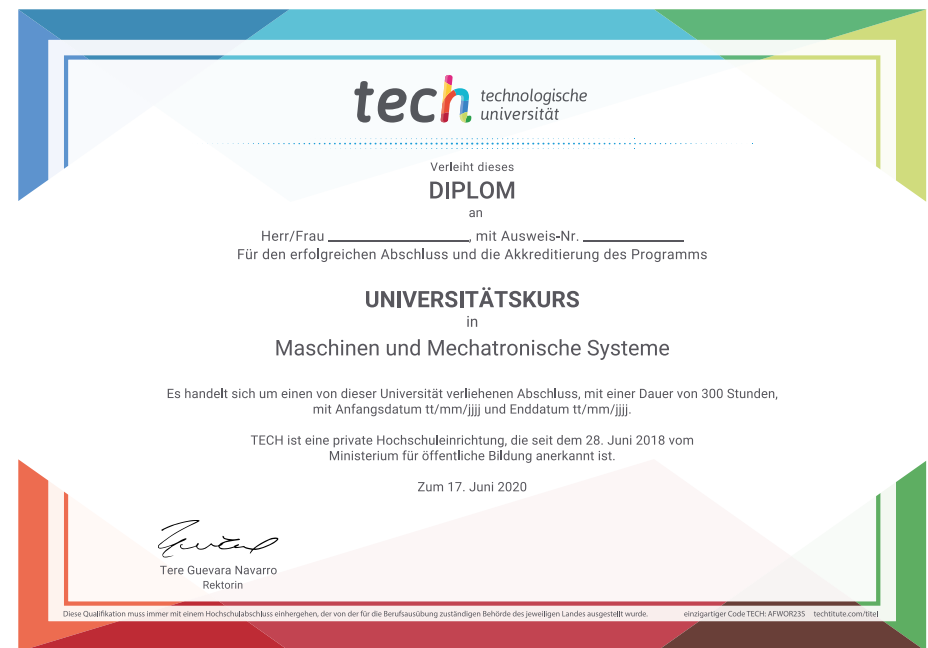 tech technologische
universität
Verleiht dieses
DIPLOM
an
Herr/Frau ____________________, mit Ausweis-Nr. ______________
Für den erfolgreichen Abschluss und die Akkreditierung des Programms
UNIVERSITÄTSKURS
in
Maschinen und Mechatronische Systeme
Es handelt sich um einen von dieser Universität verliehenen Abschluss, mit einer Dauer von 300 Stunden,
mit Anfangsdatum tt/mm/jjjj und Enddatum tt/mm/jjjj.
TECH ist eine private Hochschuleinrichtung, die seit dem 28. Juni 2018 vom
Ministerium für öffentliche Bildung anerkannt ist.
Zum 17. Juni 2020
Tere Guevara Navarro
Rektorin
Diese Qualifikation muss immer mit einem Hochschulabschluss einhergehen, der von der für die Berufsausübung zuständigen Behörde des jeweiligen Landes ausgestellt wurde. einzigartiger Code TECH: AFWOR23S techtitute.com/titel